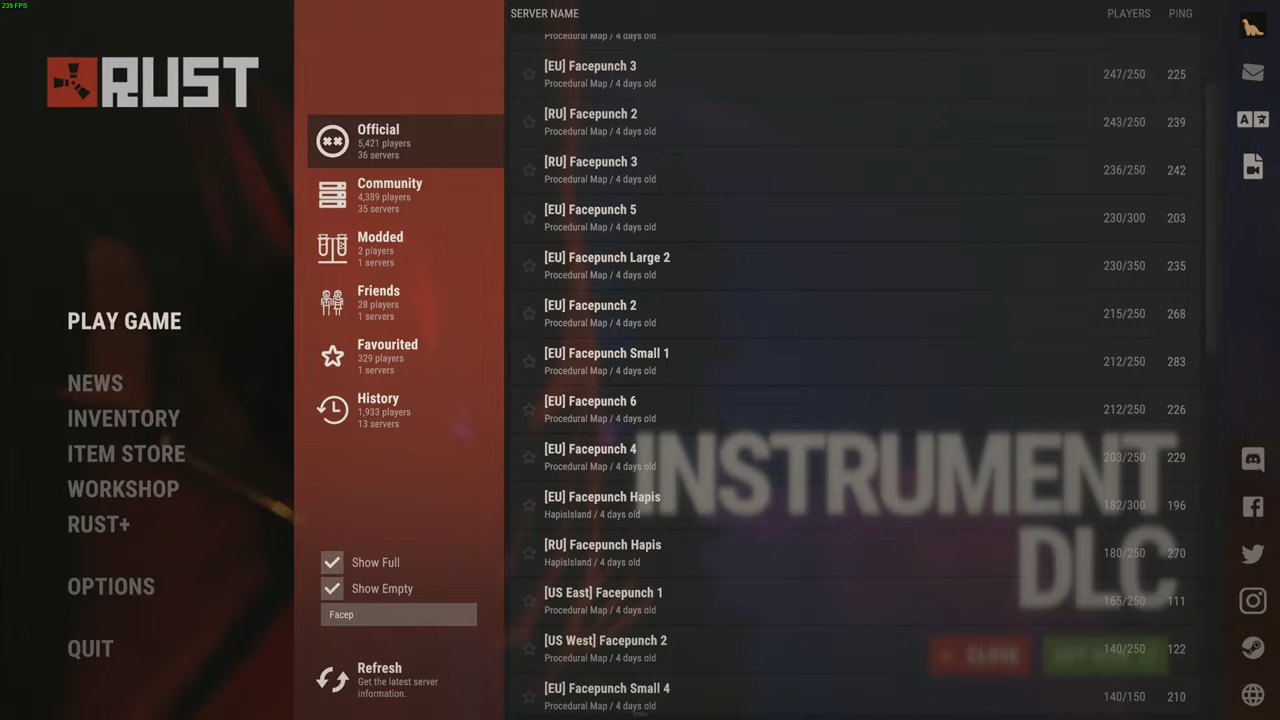 239 FPS
RUST
PLAY GAME
NEWS
INVENTORY
ITEM STORE
WORKSHOP
RUST+
OPTIONS
QUIT
Official
5,421 players
36 servers
Community
4,389 players
35 servers
Modded
2 players
1 servers
Friends
28 players
1 servers
Favourited
329 players
1 servers
History
1,933 players
13 servers
Show Full
Show Empty
Facep
Refresh
Get the latest server
information.
SERVER NAME PLAYERS PING
Procedural Map / 4 days old
[EU] Facepunch 3
Procedural Map / 4 days old
247/250 225
[RU] Facepunch 2
Procedural Map / 4 days old
243/250 239
[RU] Facepunch 3
Procedural Map / 4 days old
236/250 242
[EU] Facepunch 5
Procedural Map / 4 days old
230/300 203
[EU] Facepunch Large 2
Procedural Map / 4 days old
230/350 235
[EU] Facepunch 2
Procedural Map / 4 days old
215/250 268
[EU] Facepunch Small 1
Procedural Map / 4 days old
212/250 283
[EU] Facepunch 6
Procedural Map / 4 days old
212/250 226
[EU] Facepunch 4
Procedural Map / 4 days old
203/250 229
[EU] Facepunch Hapis
HapisIsland / 4 days old
182/300 196
[RU] Facepunch Hapis
HapisIsland / 4 days old
180/250 270
[US East] Facepunch 1
Procedural Map / 4 days old
165/250 111
[US West] Facepunch 2
Procedural Map / 4 days old
140/250 122
[EU] Facepunch Small 4
Procedural Map / 4 days old
140/150 210
INSTRUMENT
DLC
CLOSE